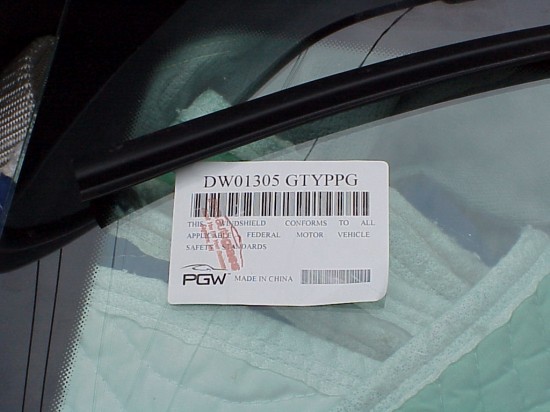 DW01305 GTYPPG
THIS WINDSHIELD CONFORMS TO ALL
APPLICABLE FEDERAL MOTOR VEHICLE
SAFETY STANDARDS
PGW MADE IN CHINA